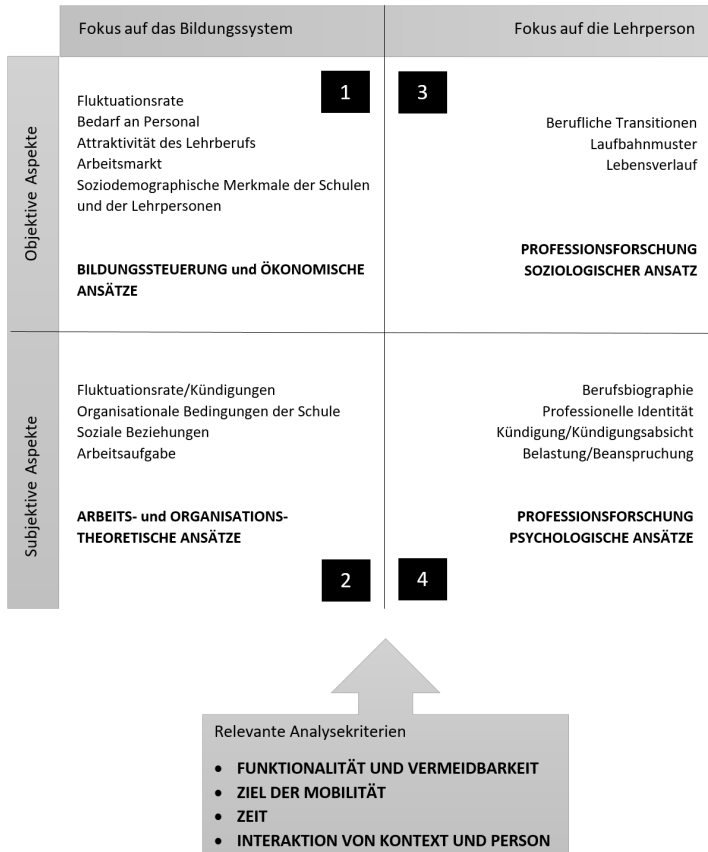 Fokus auf das Bildungssystem
Fokus auf die Lehrperson
Objektive Aspekte
1
Fluktuationsrate
Bedarf an Personal
Attraktivität des Lehrberufs
Arbeitsmarkt
Soziodemographische Merkmale der Schulen
und der Lehrpersonen
BILDUNGSSTEUERUNG und ÖKONOMISCHE
ANSÄTZE
3
Berufliche Transitionen
Laufbahnmuster
Lebensverlauf
PROFESSIONSFORSCHUNG
SOZIOLOGISCHER ANSATZ
Subjektive Aspekte
Fluktuationsrate/Kündigungen
Organisationale Bedingungen der Schule
Soziale Beziehungen
Arbeitsaufgabe
ARBEITS- und ORGANISATIONS-
THEORETISCHE ANSÄTZE
2
Berufsbiographie
Professionelle Identität
Kündigung/Kündigungsabsicht
Belastung/Beanspruchung
PROFESSIONSFORSCHUNG
PSYCHOLOGISCHE ANSÄTZE
4
Relevante Analysekriterien
• FUNKTIONALITÄT UND VERMEIDBARKEIT
• ZIEL DER MOBILITÄT
• ZEIT
• INTERAKTION VON KONTEXT UND PERSON